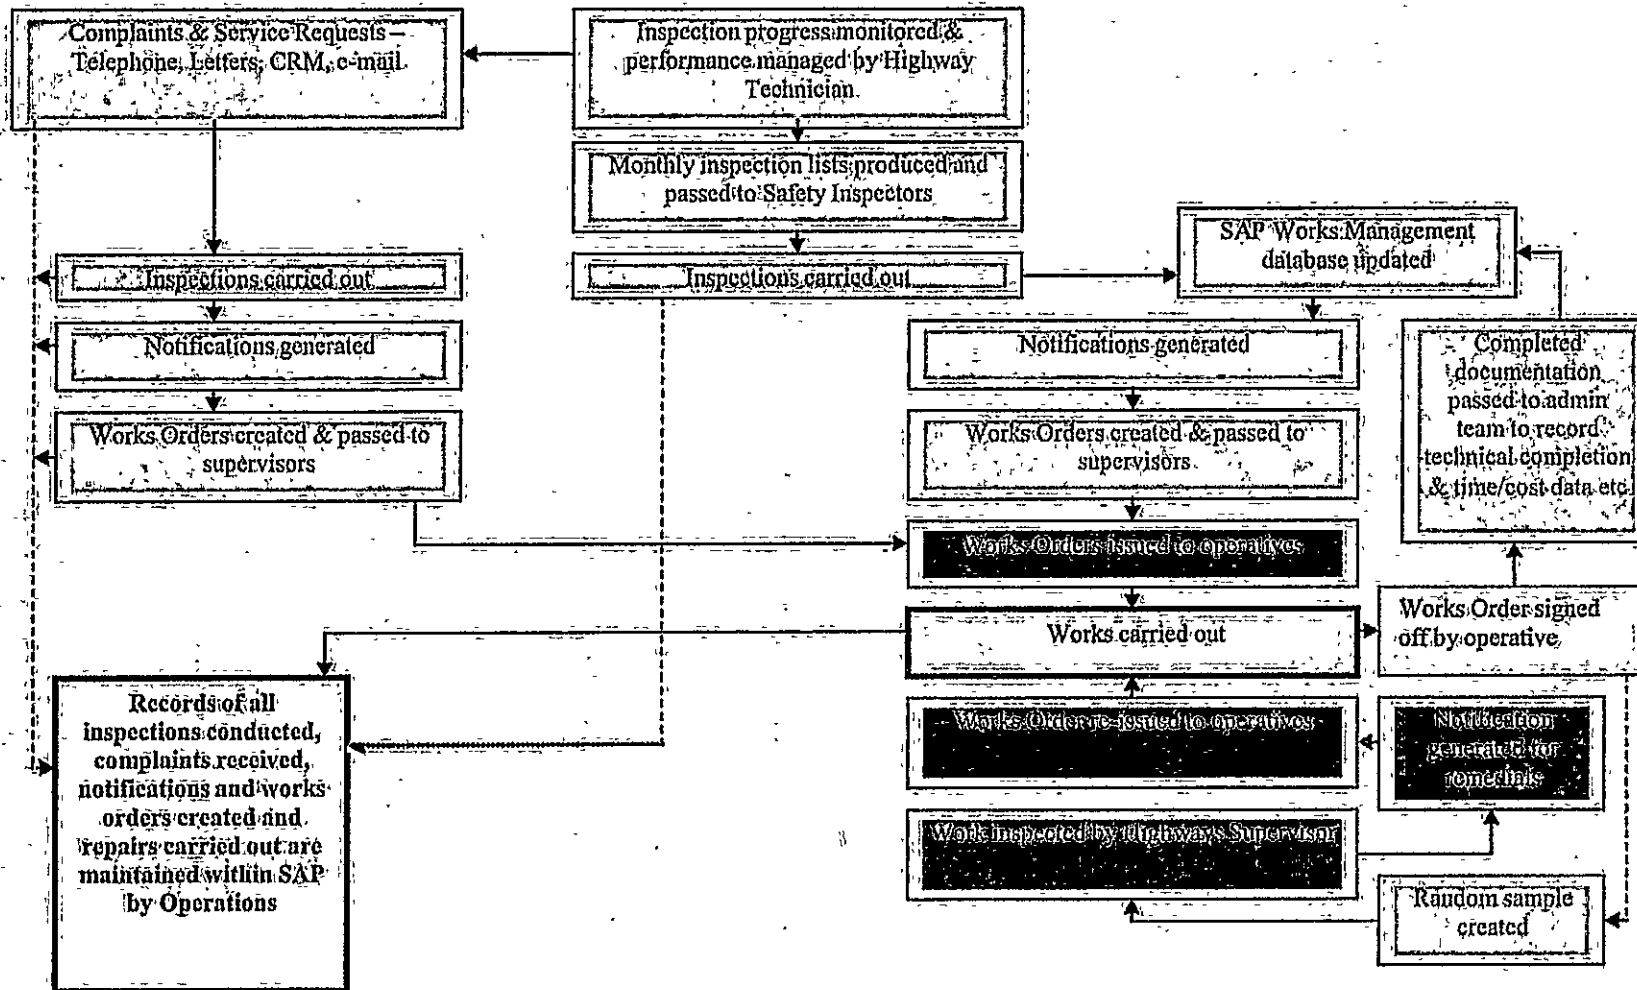 Complaints & Service Requests –
Telephone, Letters, CRM, e-mail
Inspection progress monitored &
performance managed by Highway
Technician
Monthly inspection lists produced and
passed to Safety Inspectors
SAP Works Management
database updated
Inspections carried out
Inspections carried out
Notifications generated
Notifications generated
Completed
documentation
passed to admin
team to record
technical completion
& time/cost data etc
Works Orders created & passed to
supervisors
Works Orders created & passed to
supervisors
Works Orders issued to operatives
Works carried out
Works Order signed
off by operative
Records of all
inspections conducted,
complaints received,
notifications and works
orders created and
repairs carried out are
maintained within SAP
by Operations
Works Order re-issued to operatives
Notification
generated for
remedials
Work inspected by Highways Supervisor
Random sample
created